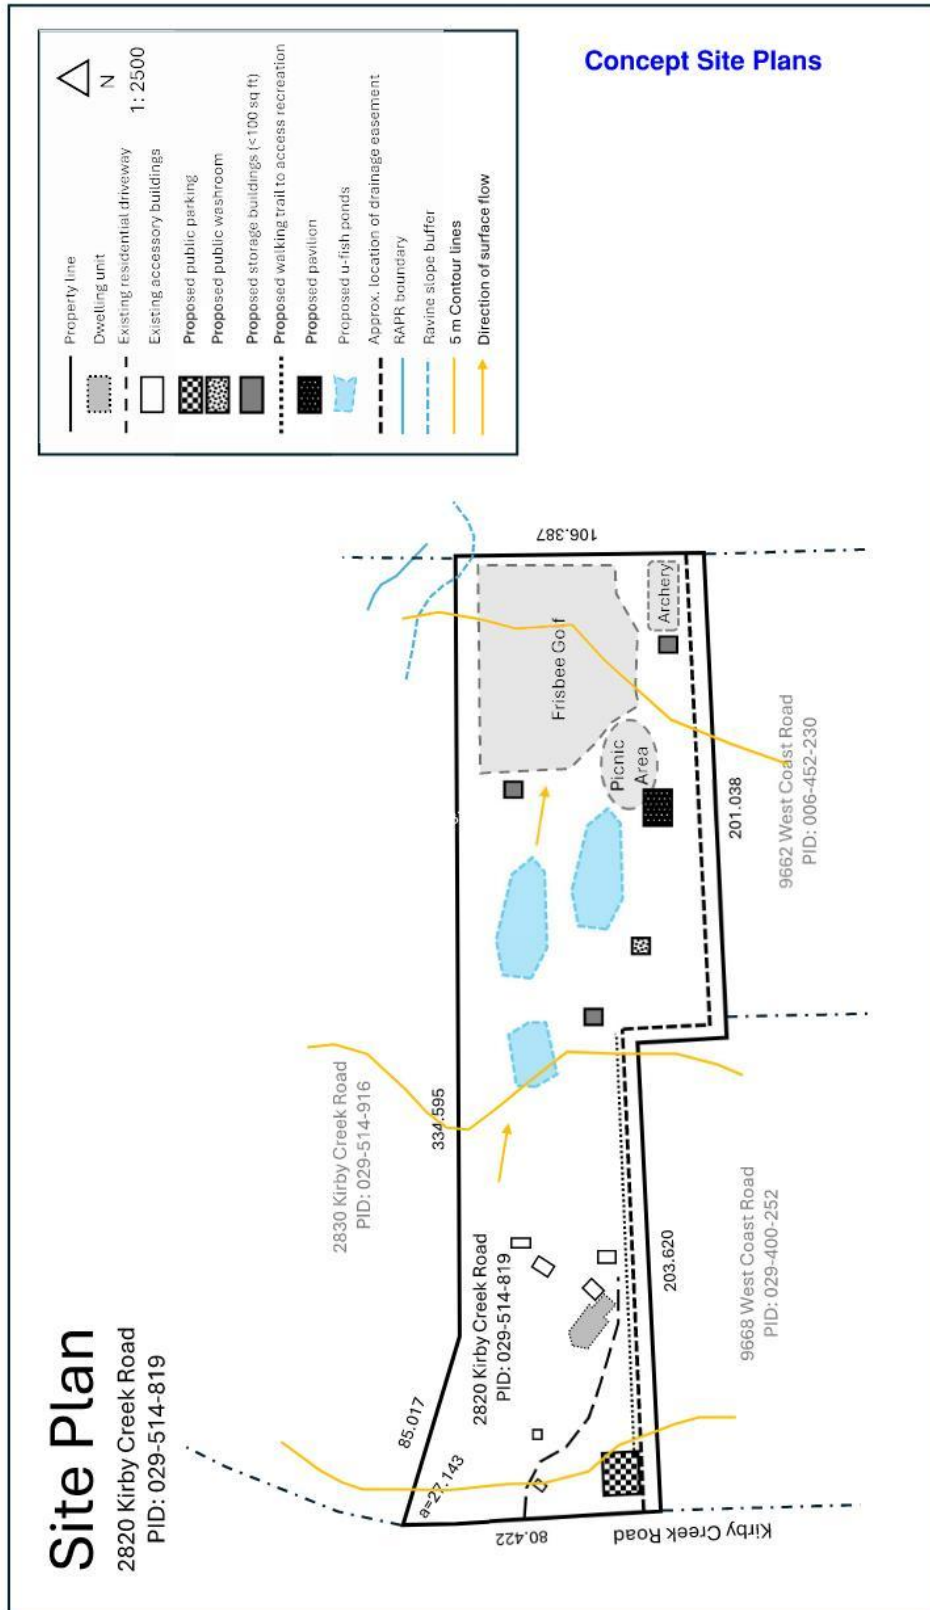 Concept Site Plans
Site Plan
2820 Kirby Creek Road
PID: 029-514-819
N
1: 2500
Property line
Dwelling unit
Existing residential driveway
Existing accessory buildings
Proposed public parking
Proposed public washroom
Proposed storage buildings (<100 sq ft)
Proposed walking trail to access recreation
Proposed pavilion
Proposed u-fish ponds
Approx. location of drainage easement
RAPR boundary
Ravine slope buffer
5 m Contour lines
Direction of surface flow
2830 Kirby Creek Road
PID: 029-514-916
85.017
a=27.143
334.595
106.387
80.422
2820 Kirby Creek Road
PID: 029-514-819
Frisbee Golf
Picnic
Area
Archery
203.620
201.038
Kirby Creek Road
9668 West Coast Road
PID: 029-400-252
9662 West Coast Road
PID: 006-452-230